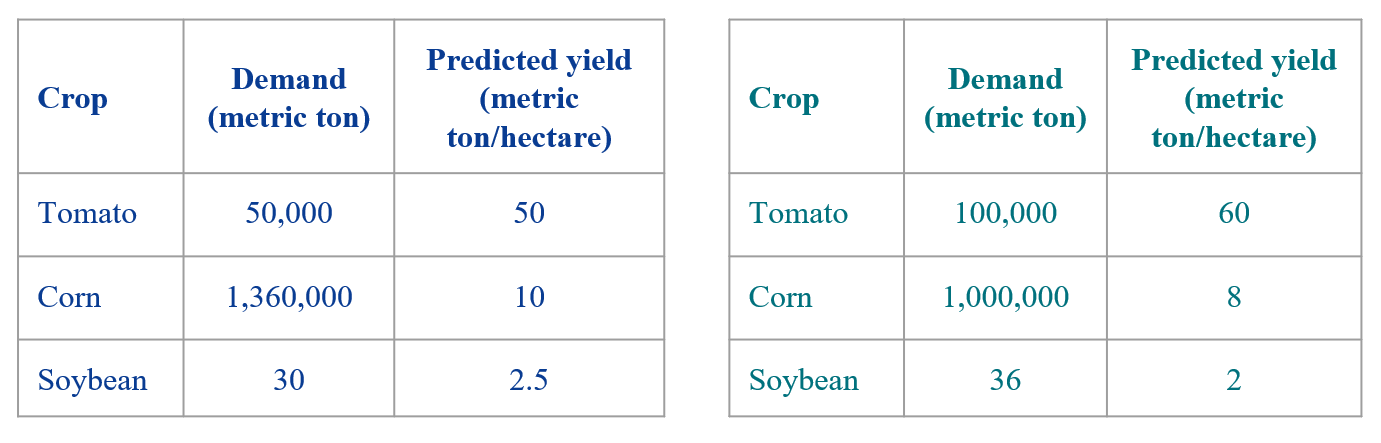 Crop
Demand
(metric ton)
Predicted yield
(metric
ton/hectare)
Tomato
50,000
50
Corn
1,360,000
10
Soybean
30
2.5
Crop
Demand
(metric ton)
Predicted yield
(metric
ton/hectare)
Tomato
100,000
60
Corn
1,000,000
8
Soybean
36
2